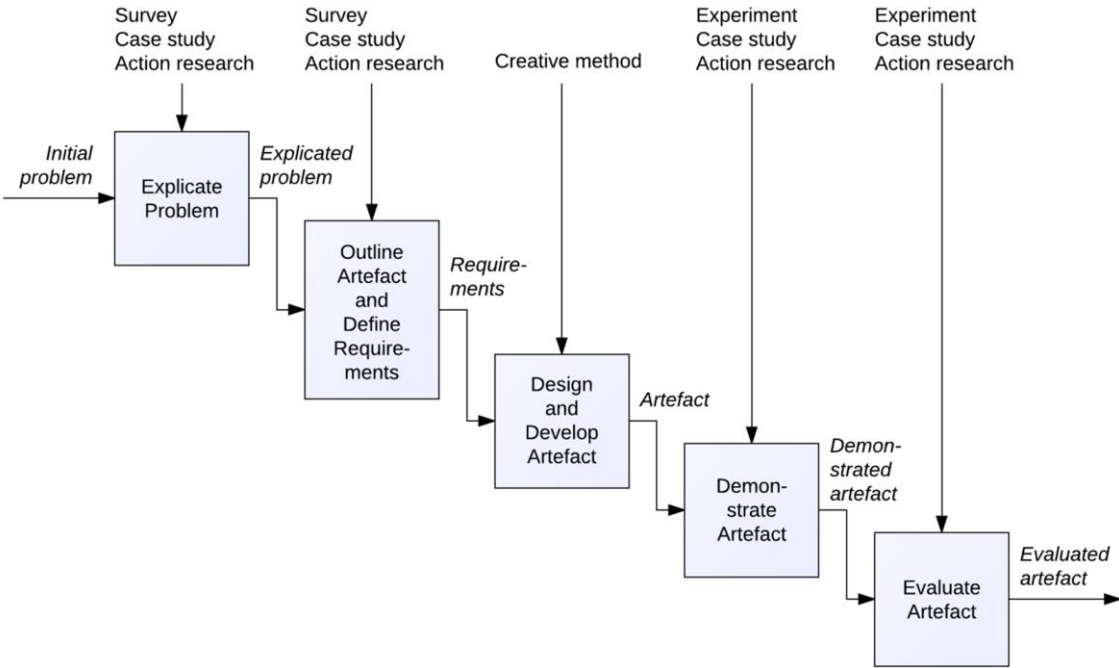 Survey
Case study
Action research
Survey
Case study
Action research
Creative method
Experiment
Case study
Action research
Experiment
Case study
Action research
Initial
problem
Explicate
Problem
Explicated
problem
Outline
Artefact
and
Define
Require-
ments
Require-
ments
Design
and
Develop
Artefact
Artefact
Demon-
strate
Artefact
Demon-
strated
artefact
Evaluate
Artefact
Evaluated
artefact